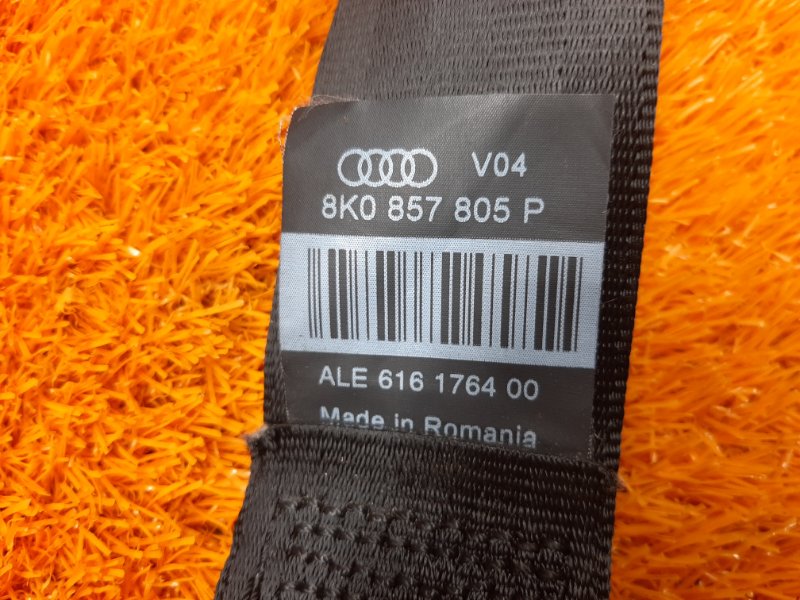 V04
8K0 857 805 P
ALE 616 1764 00
Made in Romania